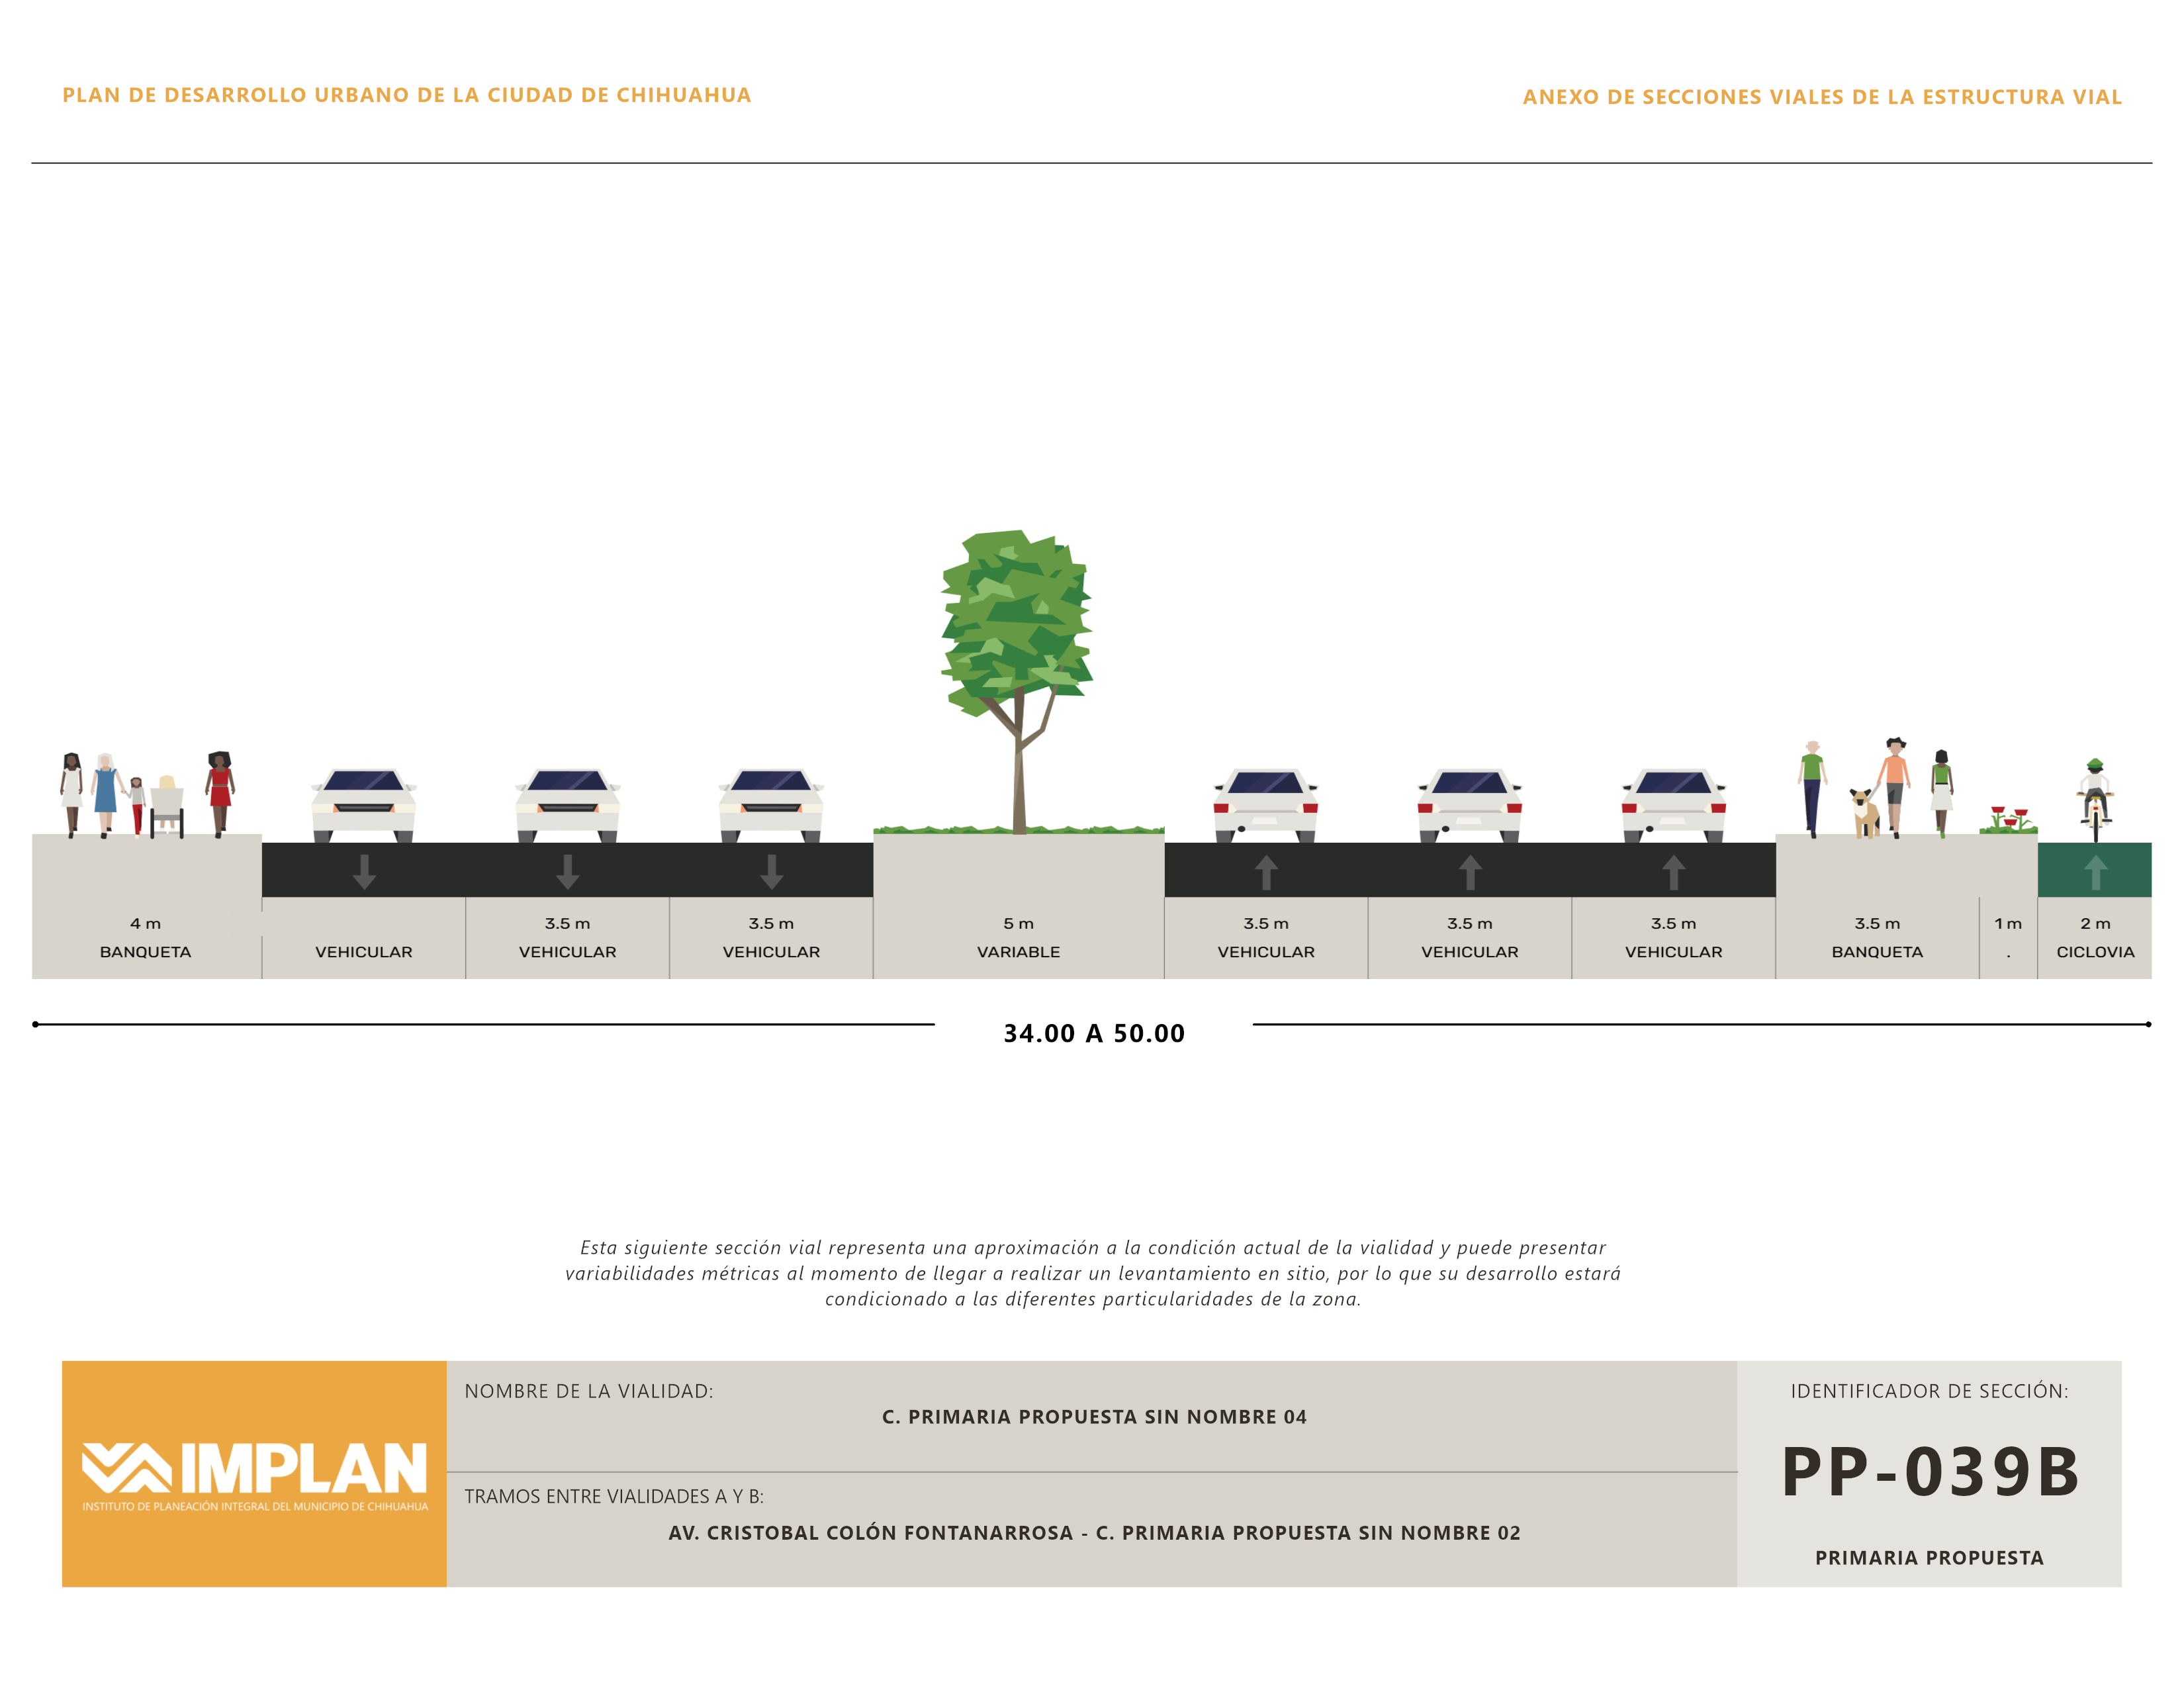 PLAN DE DESARROLLO URBANO DE LA CIUDAD DE CHIHUAHUA
ANEXO DE SECCIONES VIALES DE LA ESTRUCTURA VIAL
4 m 3.5 m 3.5 m 5 m 3.5 m 3.5 m 3.5 m 3.5 m 1 m 2 m
BANQUETA VEHICULAR VEHICULAR VEHICULAR VARIABLE VEHICULAR VEHICULAR VEHICULAR BANQUETA . CICLOVIA
34.00 A 50.00
Esta siguiente sección vial representa una aproximación a la condición actual de la vialidad y puede presentar
variabilidades métricas al momento de llegar a realizar un levantamiento en sitio, por lo que su desarrollo estará
condicionado a las diferentes particularidades de la zona.
IMPLAN
INSTITUTO DE PLANEACIÓN INTEGRAL DEL MUNICIPIO DE CHIHUAHUA
NOMBRE DE LA VIALIDAD:
C. PRIMARIA PROPUESTA SIN NOMBRE 04
TRAMOS ENTRE VIALIDADES A Y B:
AV. CRISTOBAL COLÓN FONTANARROSA - C. PRIMARIA PROPUESTA SIN NOMBRE 02
IDENTIFICADOR DE SECCIÓN:
PP-039B
PRIMARIA PROPUESTA